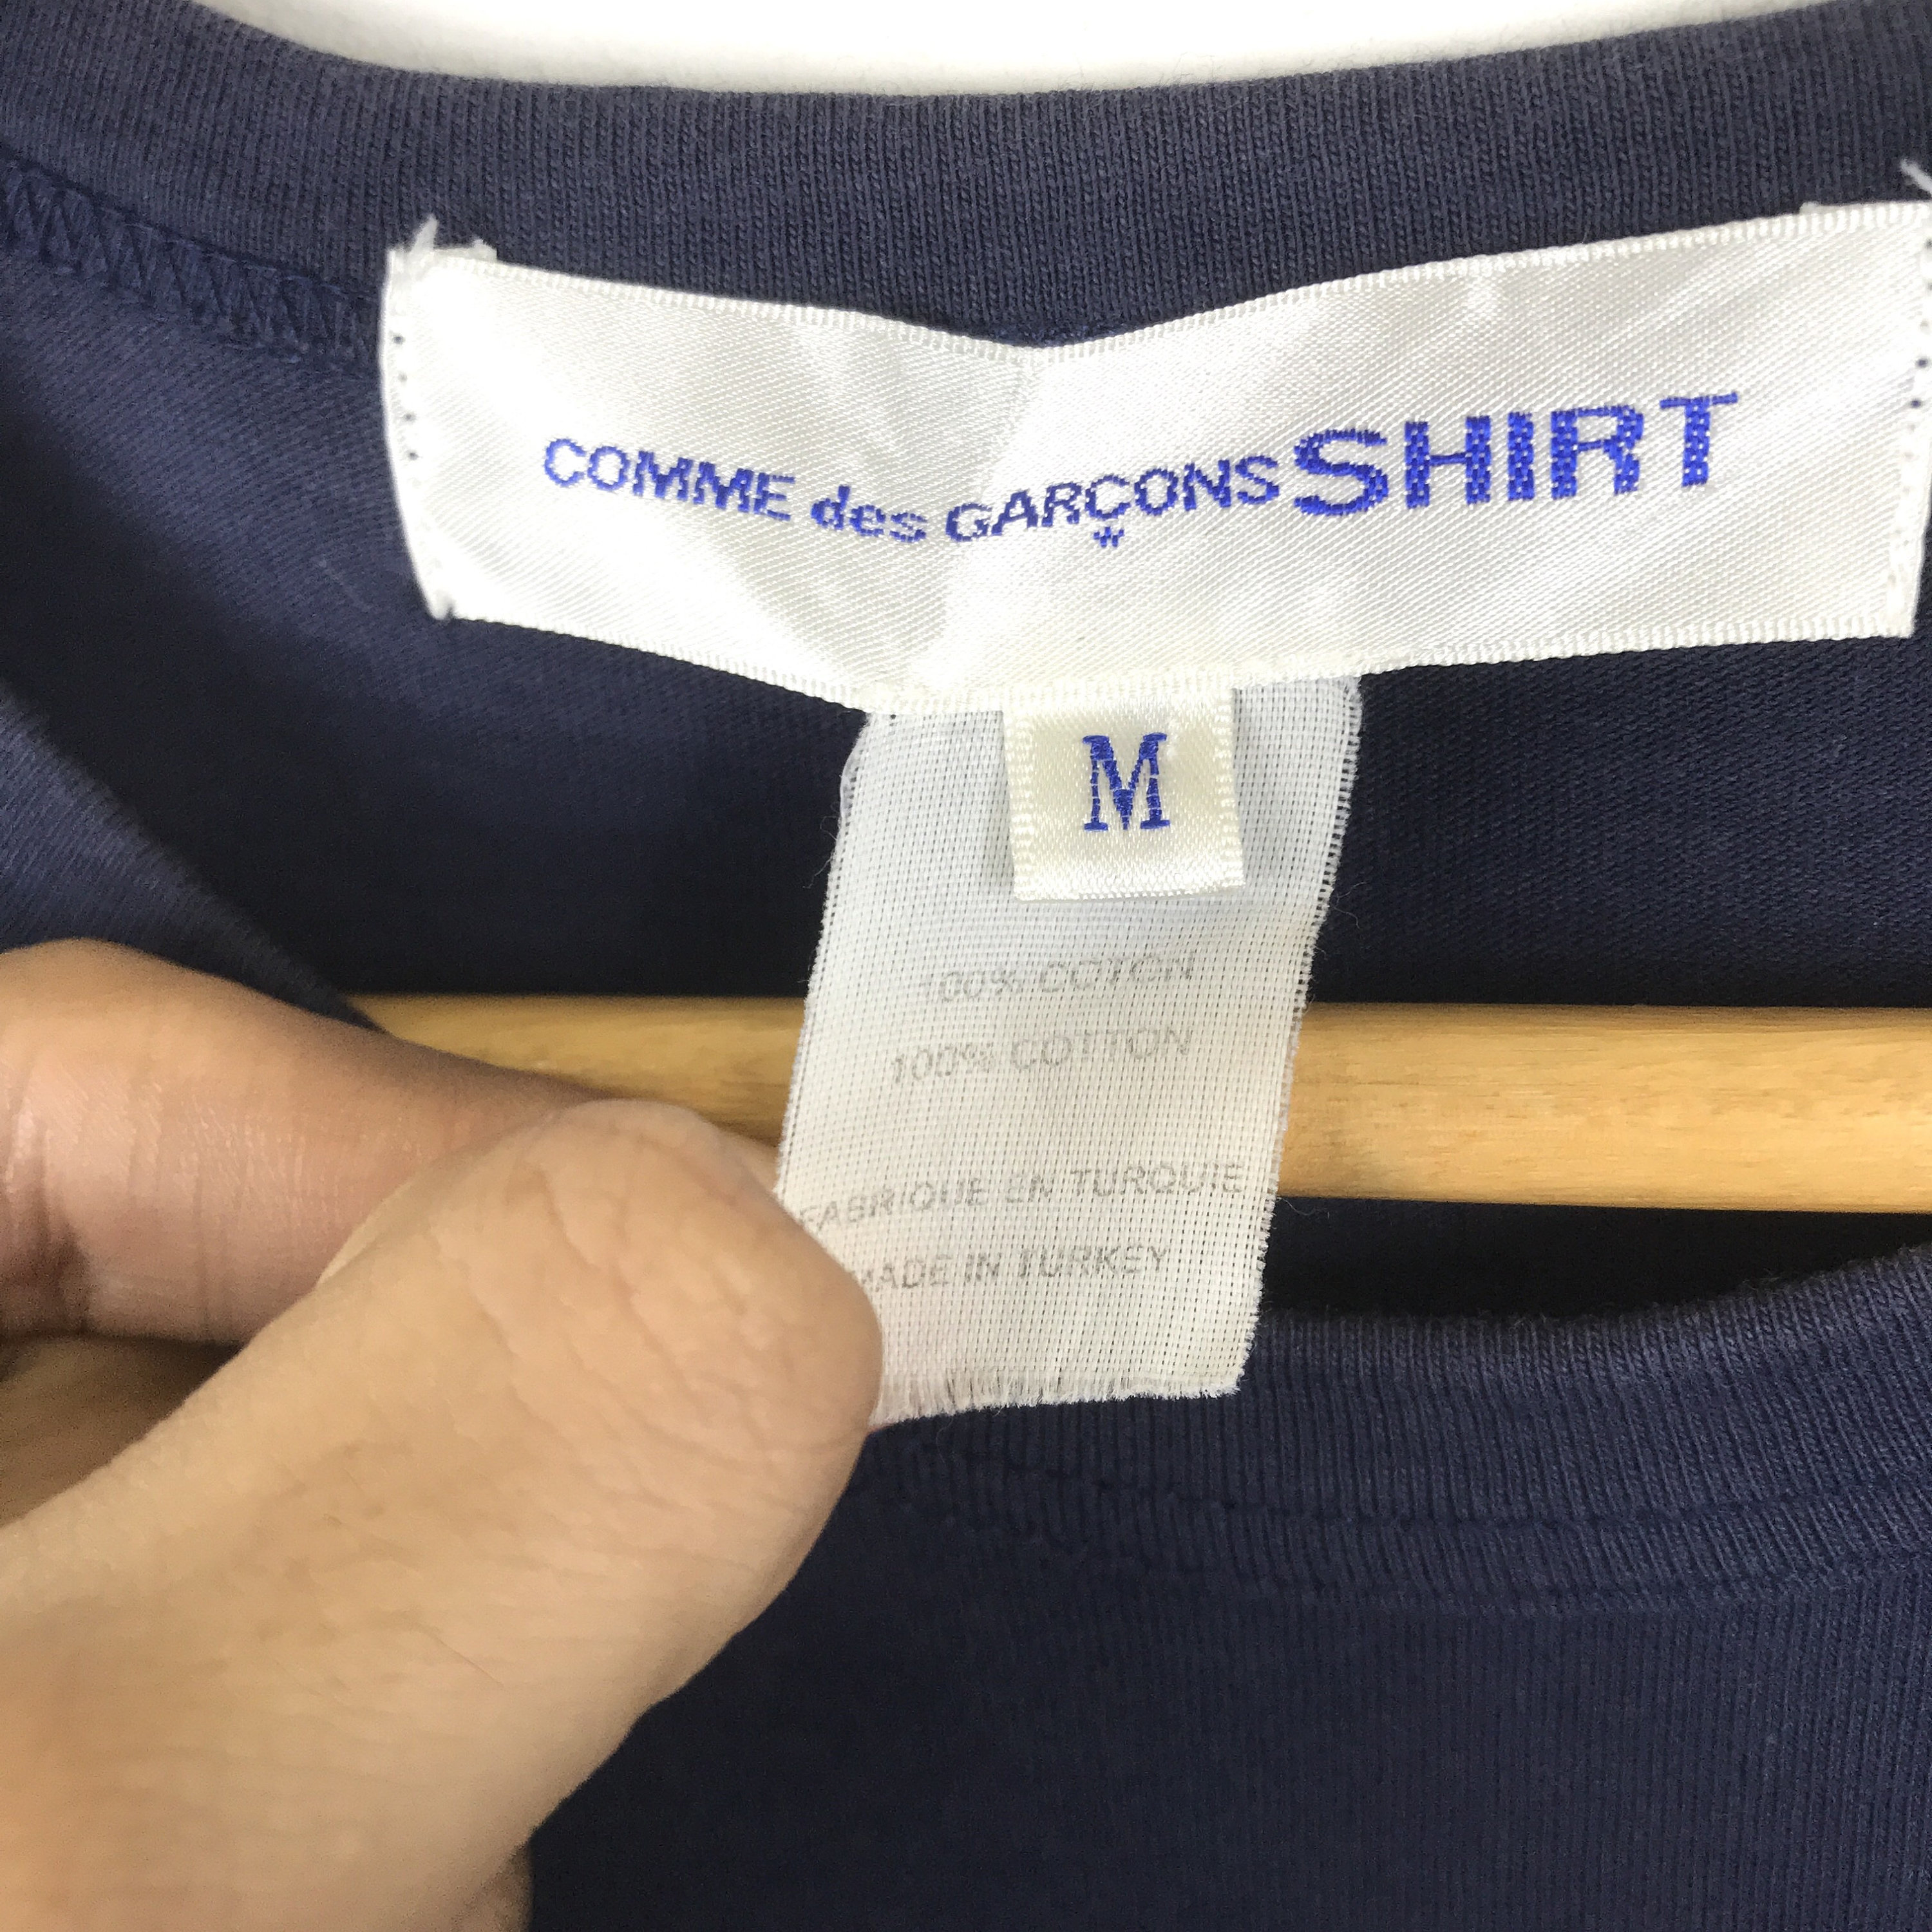 COMME des GARÇONS SHIRT
M
100% COTON
100% COTTON
FABRIQUE EN TURQUIE
MADE IN TURKEY